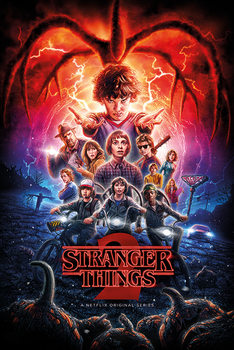 STRANGER
THINGS
2
A NETFLIX ORIGINAL SERIES